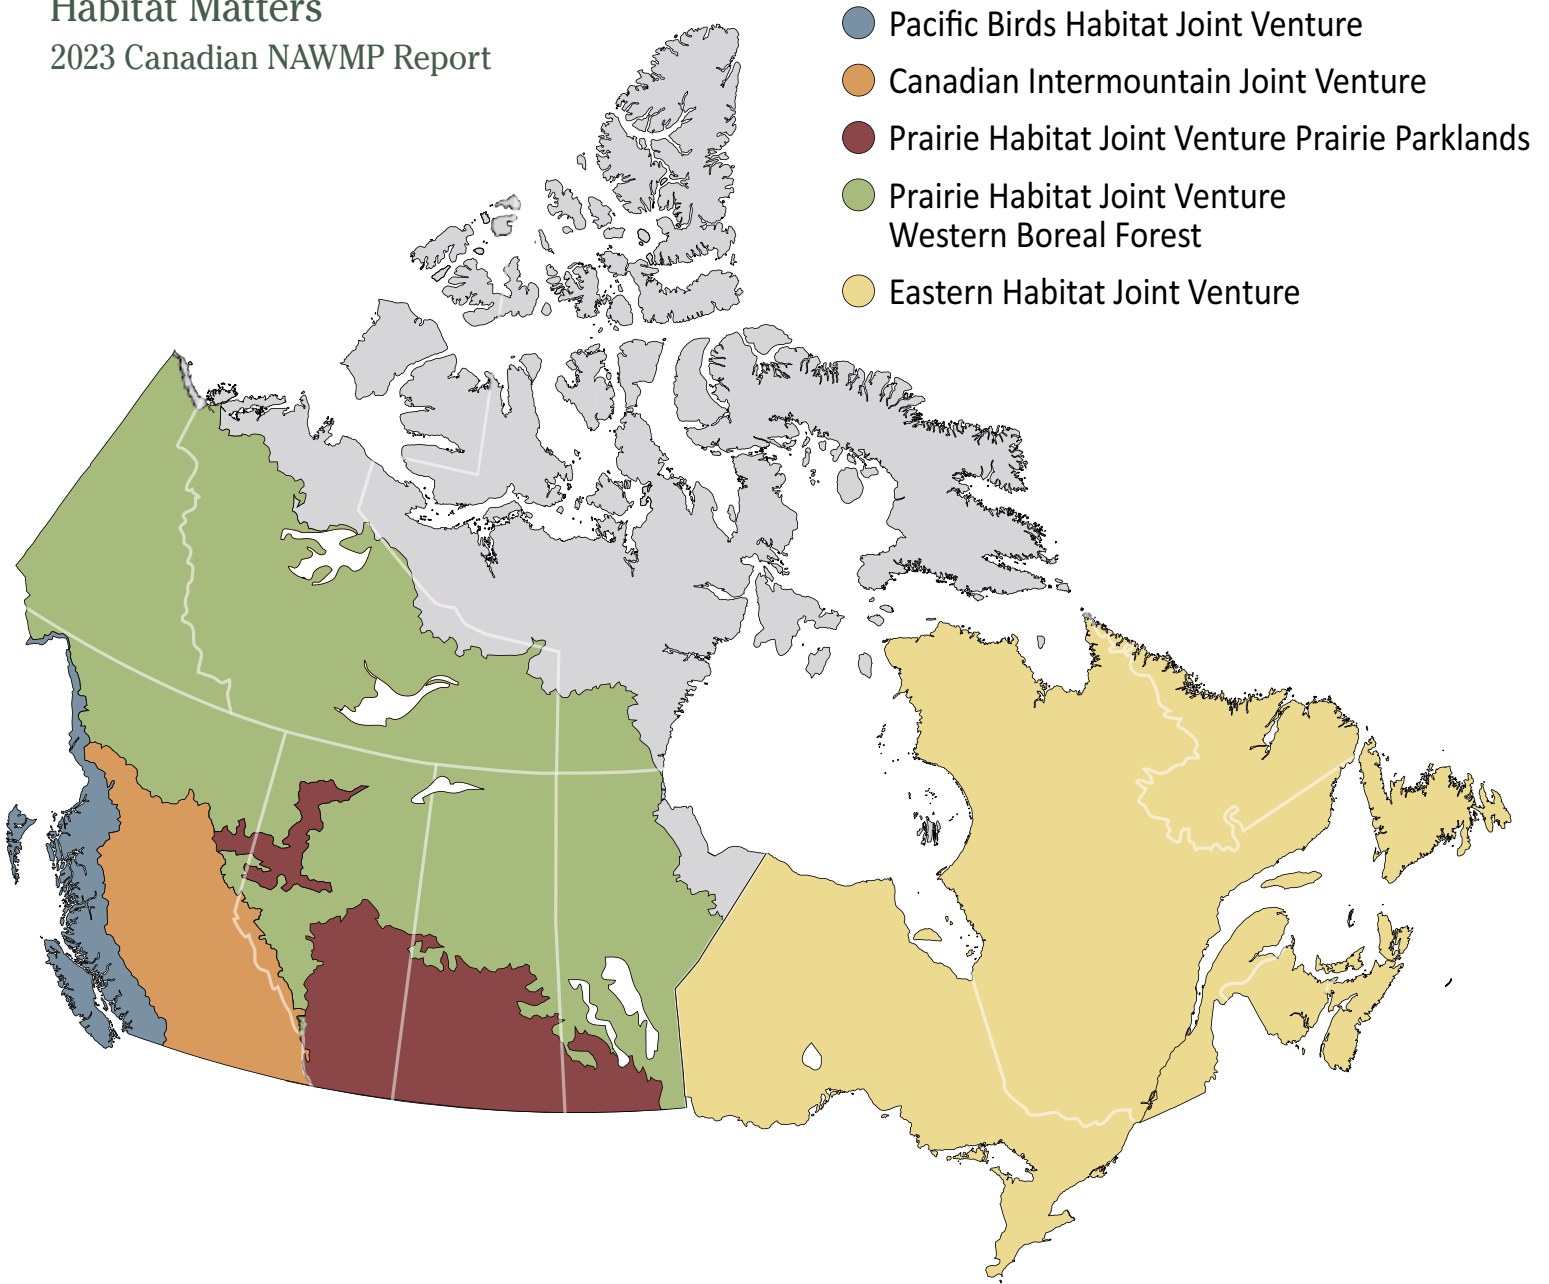 Habitat Matters
2023 Canadian NAWMP Report
Pacific Birds Habitat Joint Venture
Canadian Intermountain Joint Venture
Prairie Habitat Joint Venture Prairie Parklands
Prairie Habitat Joint Venture
Western Boreal Forest
Eastern Habitat Joint Venture